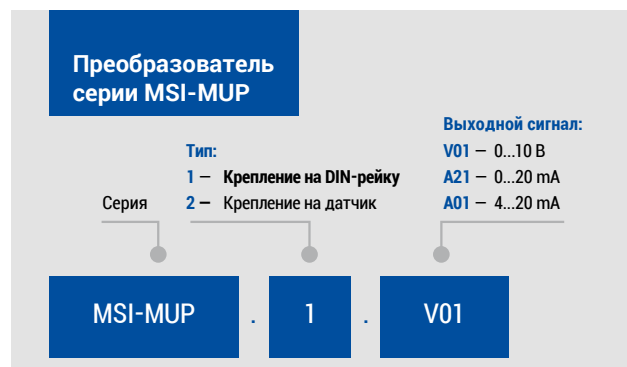 Преобразователь
серии MSI-MUP
Выходной сигнал:
Тип:
V01 — 0...10 В
1 — Крепление на DIN-рейку
A21 — 0...20 mA
Серия
2 — Крепление на датчик
A01 — 4...20 mA
MSI-MUP . 1 . V01